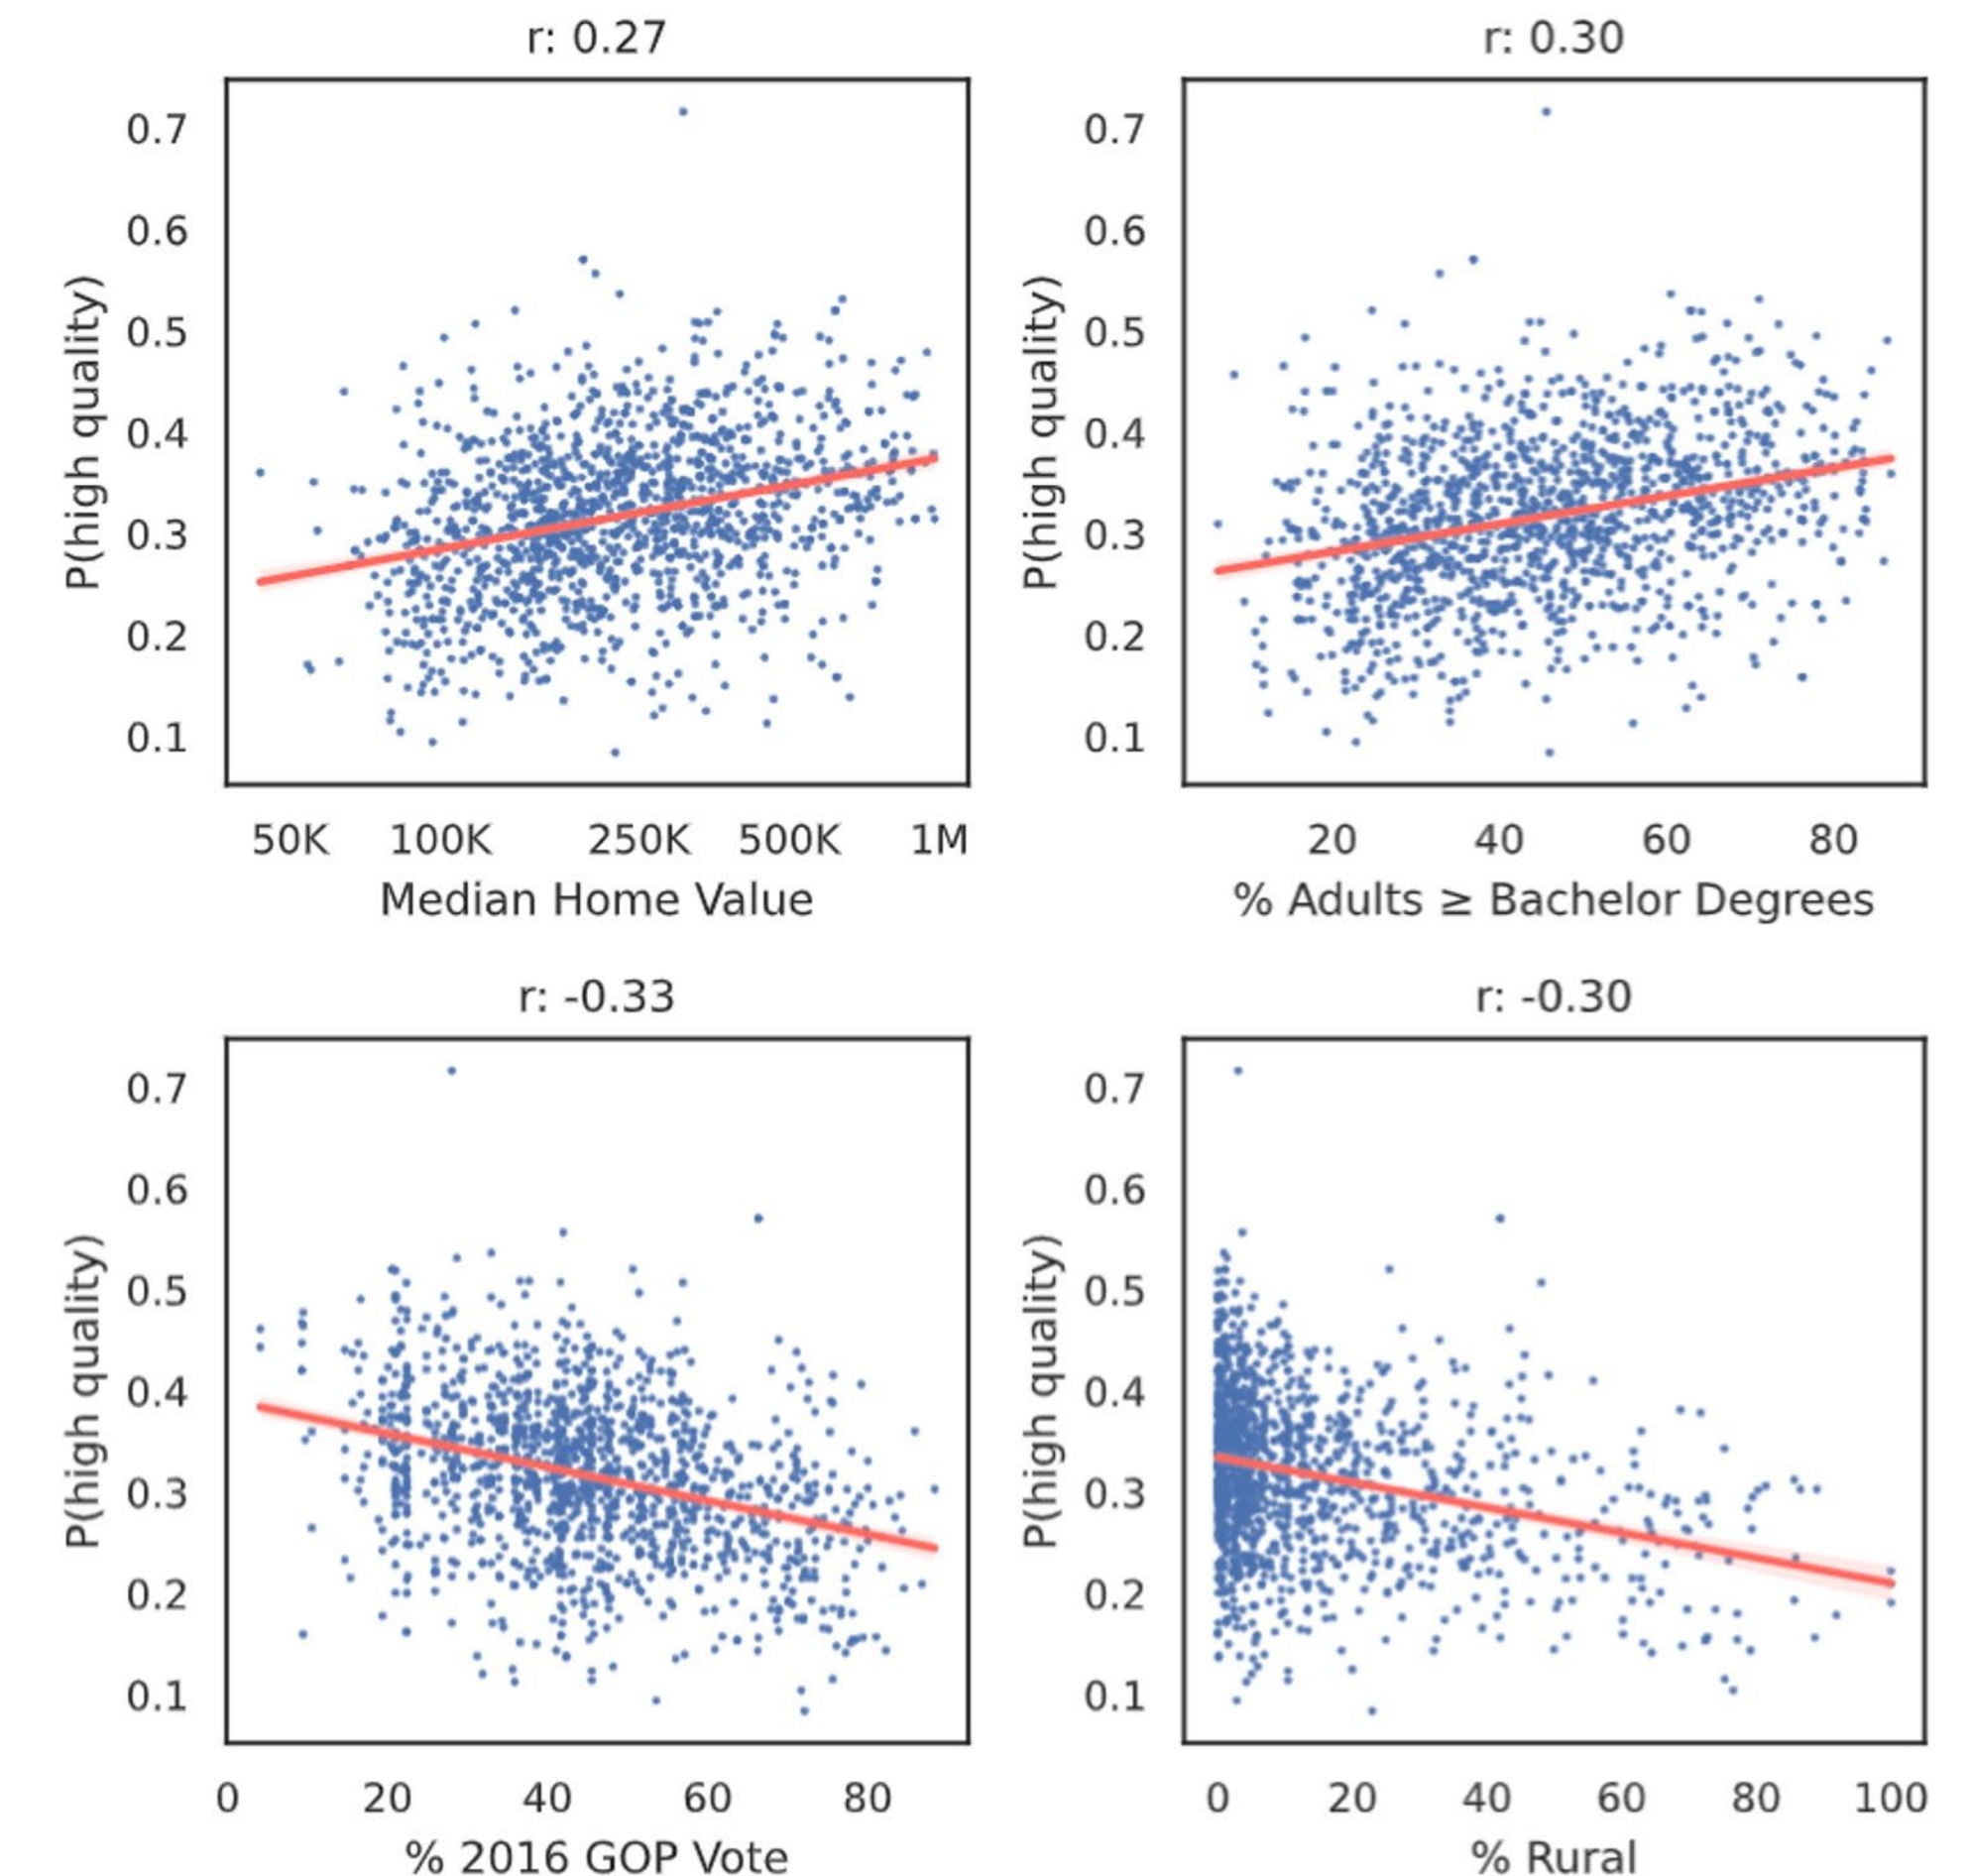 r: 0.27
r: 0.30
0.7
0.6
0.5
0.4
0.3
0.2
0.1
P(high quality)
50K 100K 250K 500K 1M
Median Home Value
0.7
0.6
0.5
0.4
0.3
0.2
0.1
P(high quality)
20 40 60 80
% Adults ≥ Bachelor Degrees
r: -0.33
r: -0.30
0.7
0.6
0.5
0.4
0.3
0.2
0.1
P(high quality)
0 20 40 60 80
% 2016 GOP Vote
0.7
0.6
0.5
0.4
0.3
0.2
0.1
P(high quality)
0 20 40 60 80 100
% Rural